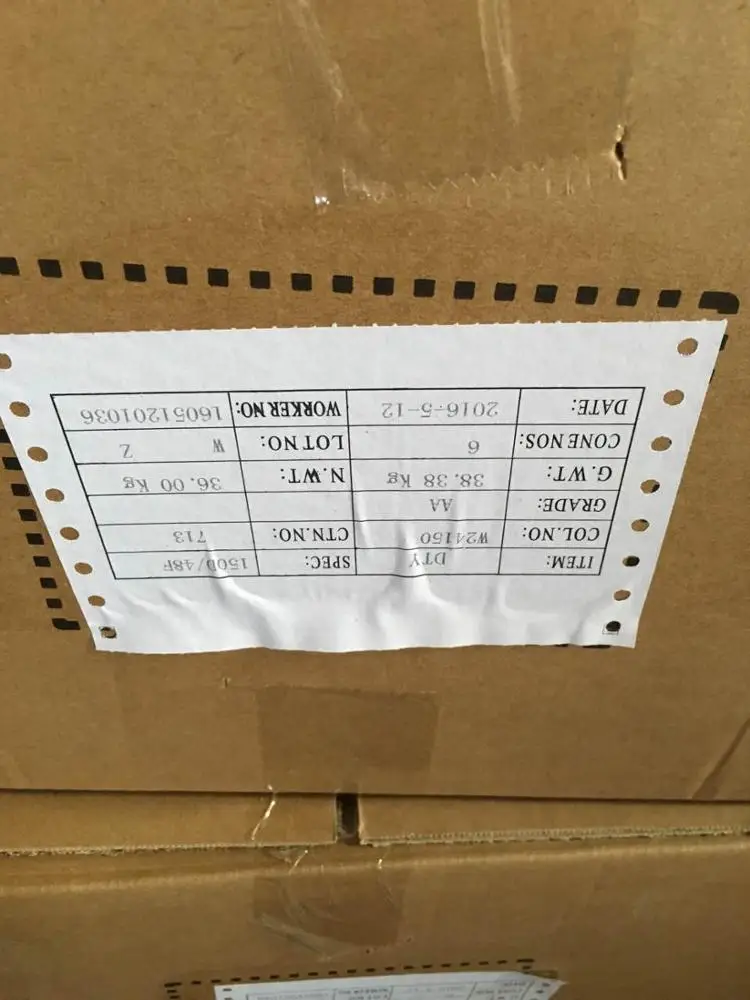 ITEM: DTY SPEC: 150D/48F
COL.NO: W24150 CTN.NO: 713
GRADE: AA
G.WT: 38.38 Kg N.WT: 36.00 Kg
CONE NOS: 6 LOT NO: W Z
DATE: 2016-5-12 WORKER NO: 16051201036